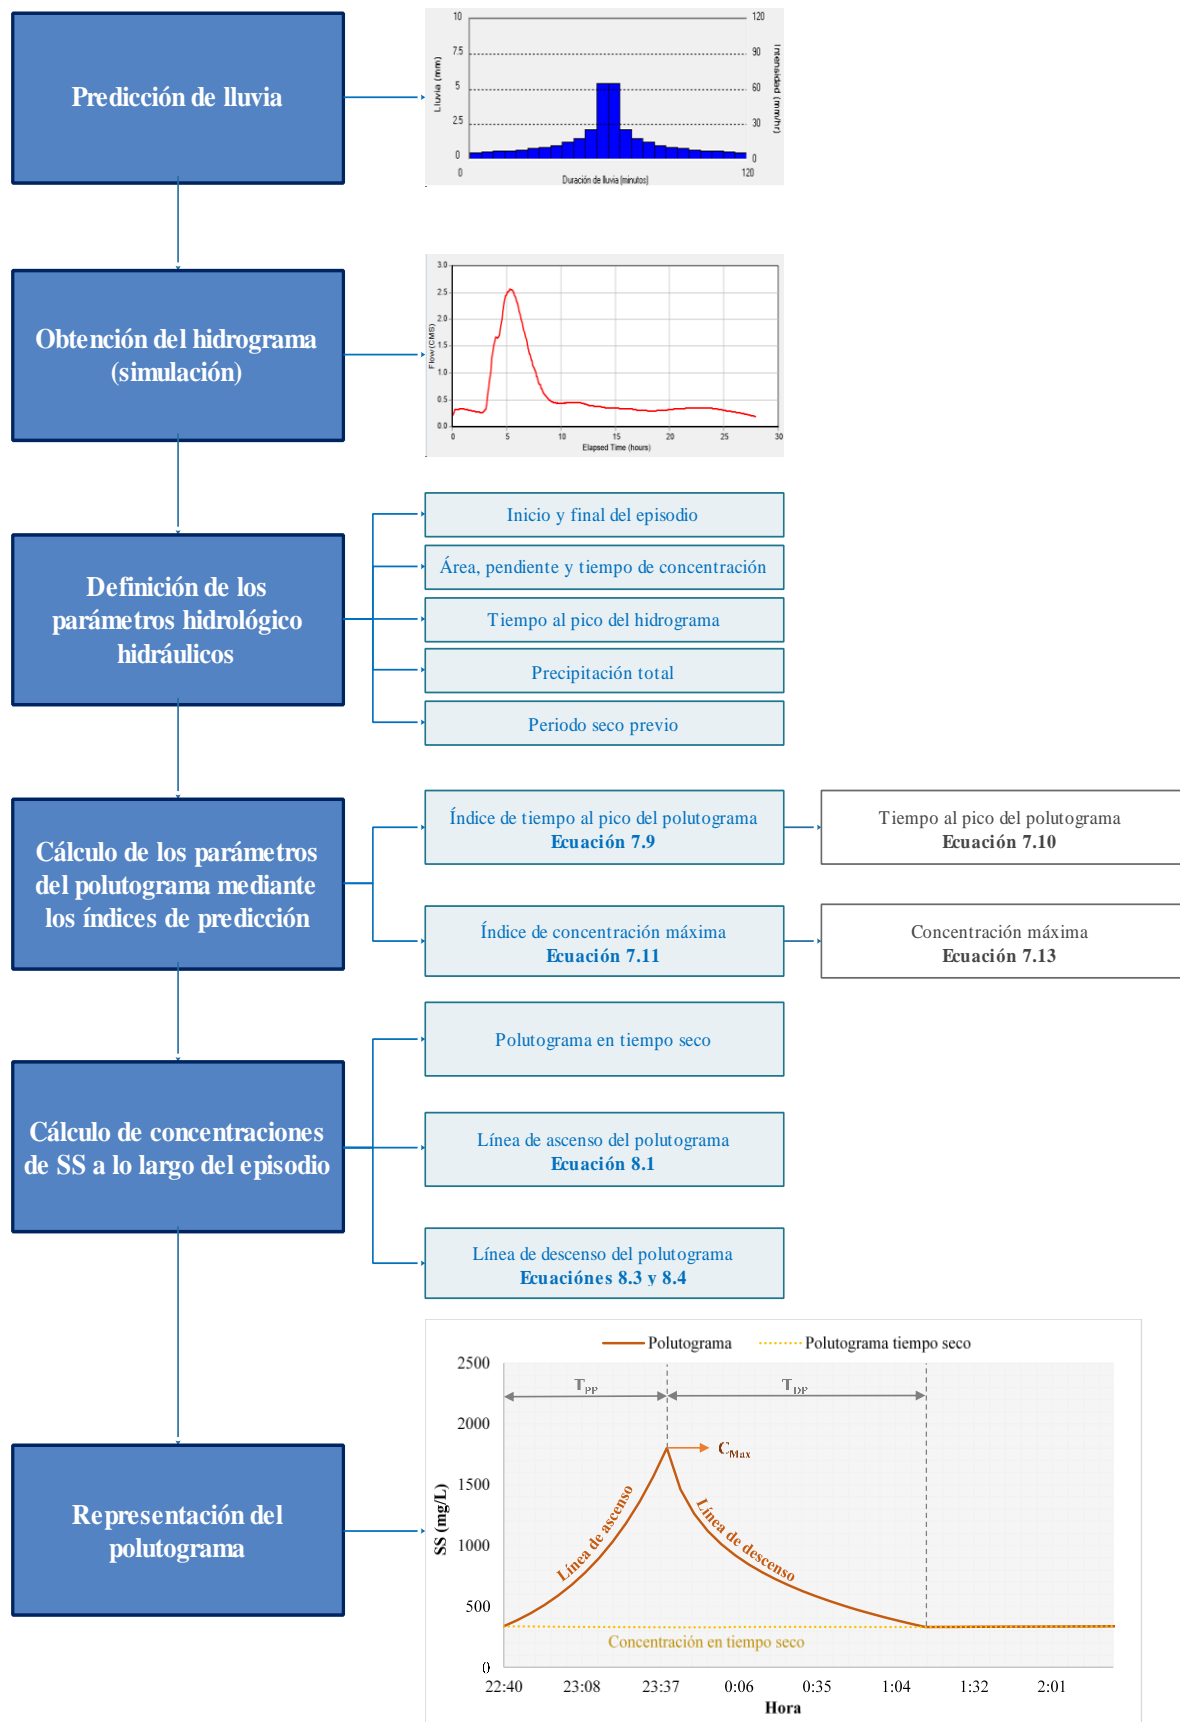 Predicción de lluvia
10
7.5
5
2.5
0
Lluvia (mm)
120
90
60
30
0
Intensidad (mm/hr)
0
120
Duración de lluvia (minutos)
Obtención del hidrograma
(simulación)
3.0
2.5
2.0
1.5
1.0
0.5
0.0
Flow (CMS)
0
5
10
15
20
25
30
Elapsed Time (hours)
Definición de los
parámetros hidrológico
hidráulicos
Inicio y final del episodio
Área, pendiente y tiempo de concentración
Tiempo al pico del hidrograma
Precipitación total
Periodo seco previo
Cálculo de los parámetros
del polutograma mediante
los índices de predicción
Índice de tiempo al pico del polutograma
Ecuación 7.9
Tiempo al pico del polutograma
Ecuación 7.10
Índice de concentración máxima
Ecuación 7.11
Concentración máxima
Ecuación 7.13
Cálculo de concentraciones
de SS a lo largo del episodio
Polutograma en tiempo seco
Línea de ascenso del polutograma
Ecuación 8.1
Línea de descenso del polutograma
Ecuaciónes 8.3 y 8.4
Representación del
polutograma
Polutograma
Polutograma tiempo seco
2500
2000
1500
1000
500
0
SS (mg/L)
TPP
TDP
CMax
Línea de ascenso
Línea de descenso
Concentración en tiempo seco
22:40
23:08
23:37
0:06
0:35
1:04
1:32
2:01
Hora